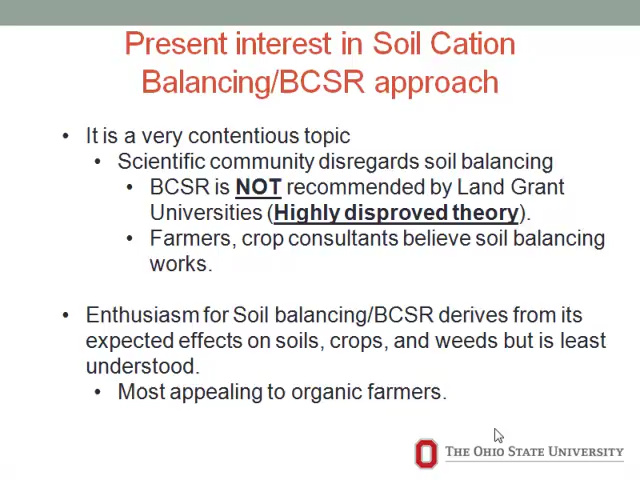 Present interest in Soil Cation
Balancing/BCSR approach
• It is a very contentious topic
• Scientific community disregards soil balancing
• BCSR is NOT recommended by Land Grant
Universities (Highly disproved theory).
• Farmers, crop consultants believe soil balancing
works.
• Enthusiasm for Soil balancing/BCSR derives from its
expected effects on soils, crops, and weeds but is least
understood.
• Most appealing to organic farmers.
THE OHIO STATE UNIVERSITY